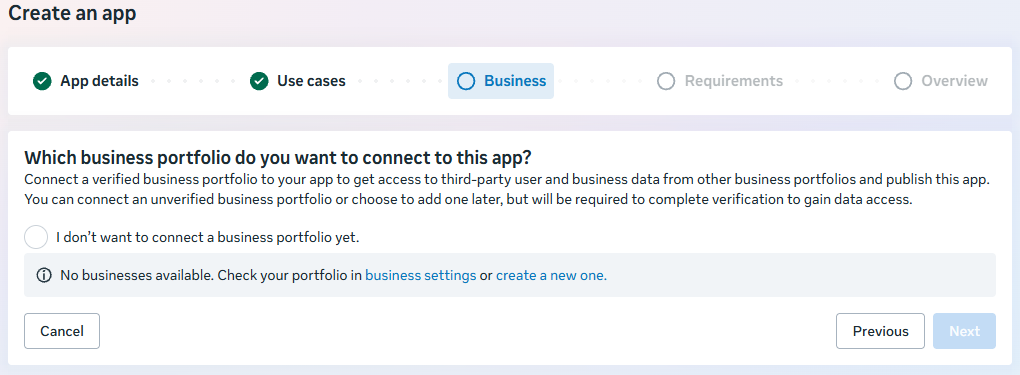 Create an app
App details
Use cases
Business
Requirements
Overview
Which business portfolio do you want to connect to this app?
Connect a verified business portfolio to your app to get access to third-party user and business data from other business portfolios and publish this app.
You can connect an unverified business portfolio or choose to add one later, but will be required to complete verification to gain data access.
I don’t want to connect a business portfolio yet.
No businesses available. Check your portfolio in business settings or create a new one.
Cancel
Previous
Next